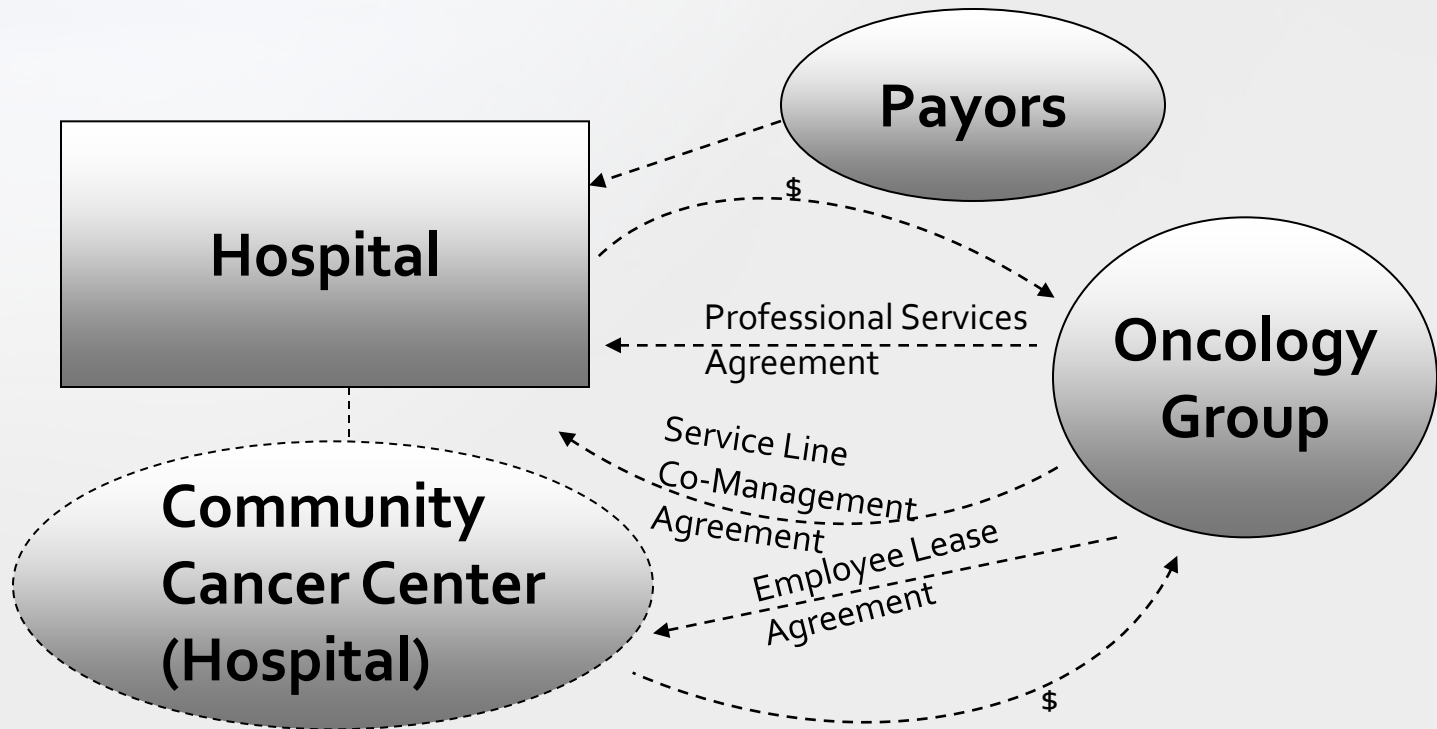 Payors
$
Hospital
Professional Services
Agreement
Oncology
Group
Service Line
Co-Management
Agreement
Employee Lease
Agreement
Community
Cancer Center
(Hospital)
$